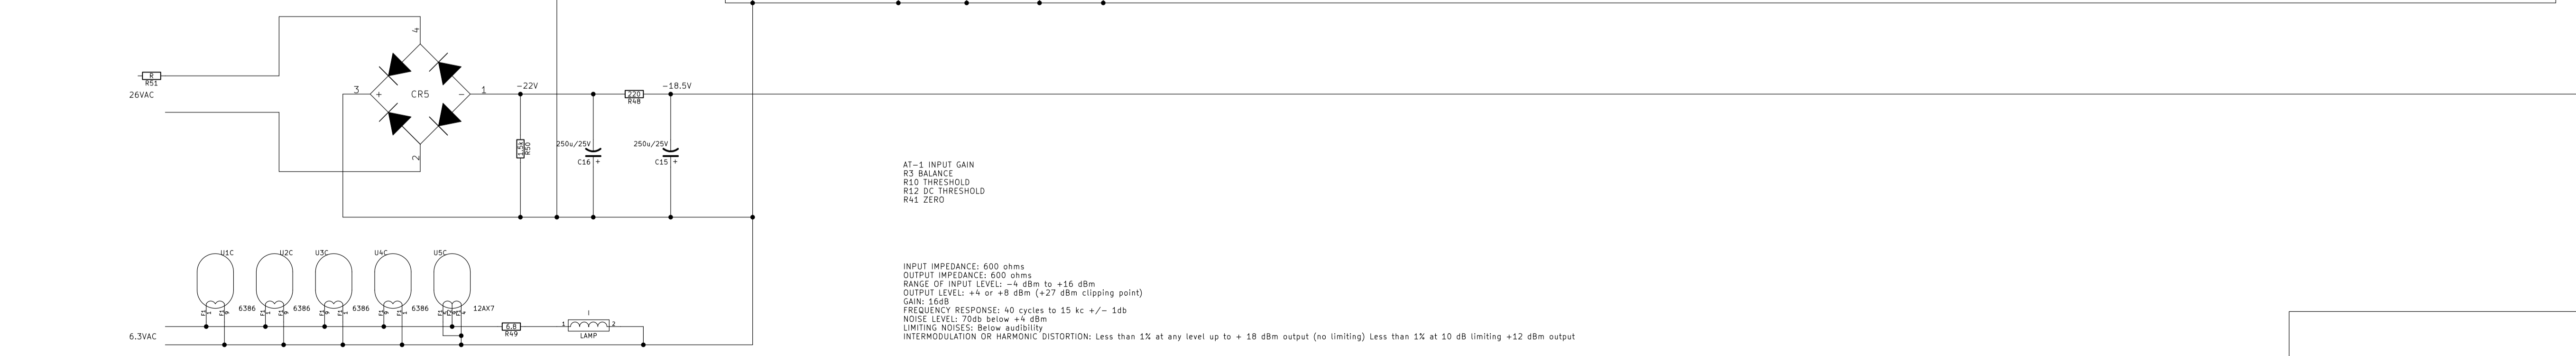 4
R
R51
26VAC
3
+
CR5
−
1
2
−22V
220
R48
−18.5V
1.5k
R50
250u/25V
C16
+
250u/25V
C15
+
AT−1 INPUT GAIN
R3 BALANCE
R10 THRESHOLD
R12 DC THRESHOLD
R41 ZERO
U1C
U2C
U3C
U4C
U5C
6386
6386
6386
6386
12AX7
6.3VAC
6.8
R49
I
1
2
LAMP
INPUT IMPEDANCE: 600 ohms
OUTPUT IMPEDANCE: 600 ohms
RANGE OF INPUT LEVEL: −4 dBm to +16 dBm
OUTPUT LEVEL: +4 or +8 dBm (+27 dBm clipping point)
GAIN: 16dB
FREQUENCY RESPONSE: 40 cycles to 15 kc +/− 1db
NOISE LEVEL: 70db below +4 dBm
LIMITING NOISES: Below audibility
INTERMODULATION OR HARMONIC DISTORTION: Less than 1% at any level up to + 18 dBm output (no limiting) Less than 1% at 10 dB limiting +12 dBm output